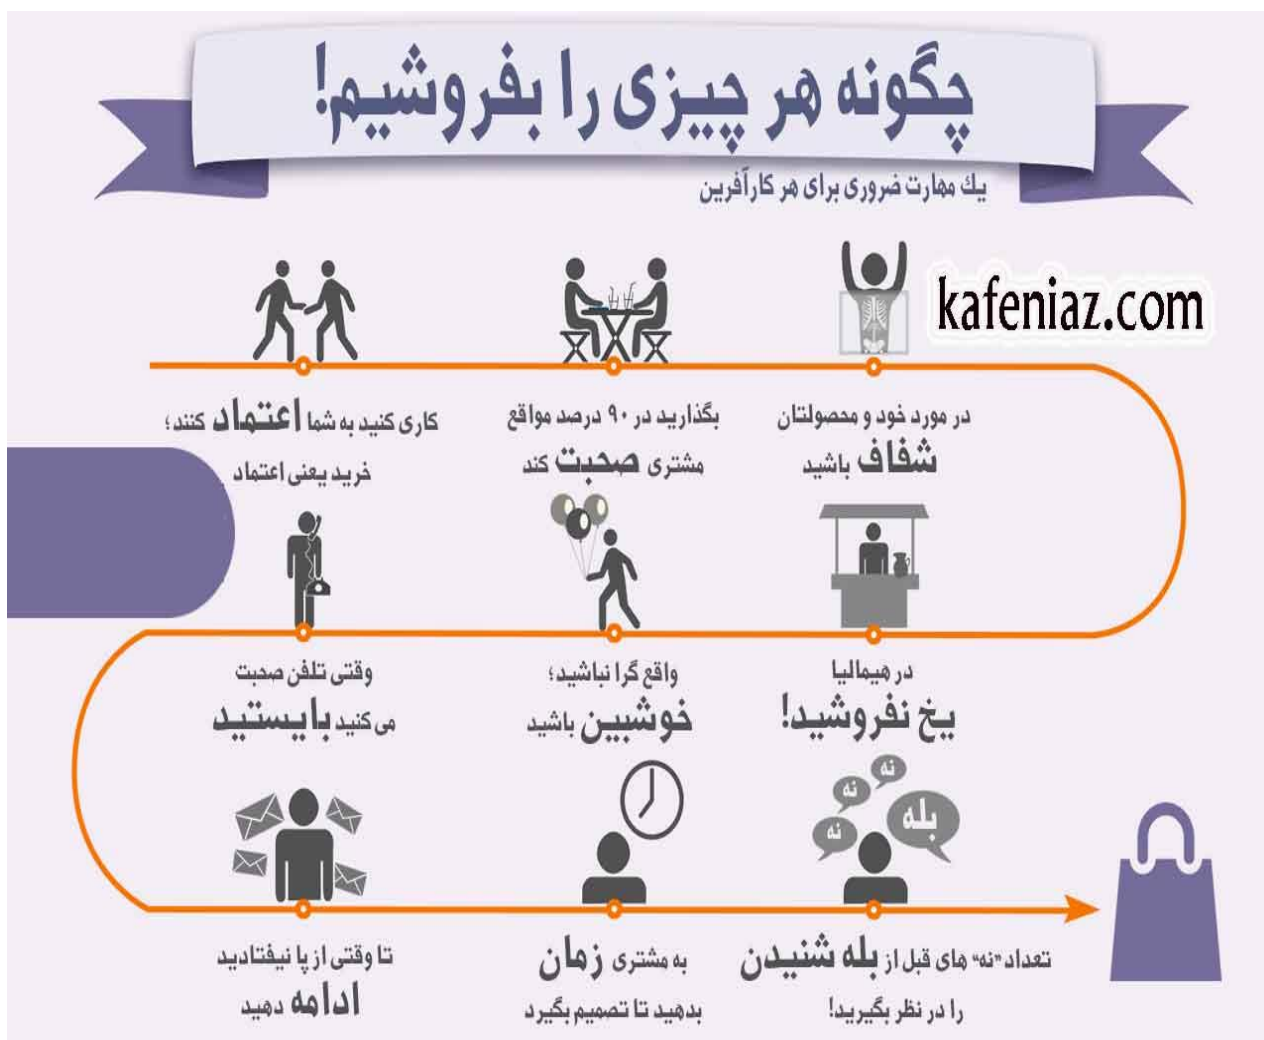 چگونه هر چیزی را بفروشیم!
یك مهارت ضروری برای هر کارآفرین
kafeniaz.com
کاری کنید به شما اعتماد کنند؛
خرید یعنی اعتماد
بگذارید در ۹۰ درصد مواقع
مشتری صحبت کند
در مورد خود و محصولتان
شفاف باشید
در هیمالیا
یخ نفروشید!
واقع گرا نباشید؛
خوشبین باشید
وقتی تلفن صحبت
می کنید بایستید
تا وقتی از پا نیفتادید
ادامه دهید
به مشتری زمان
بدهید تا تصمیم بگیرد
نه
نه
نه
بله
تعداد "نه" های قبل از بله شنیدن
را در نظر بگیرید!